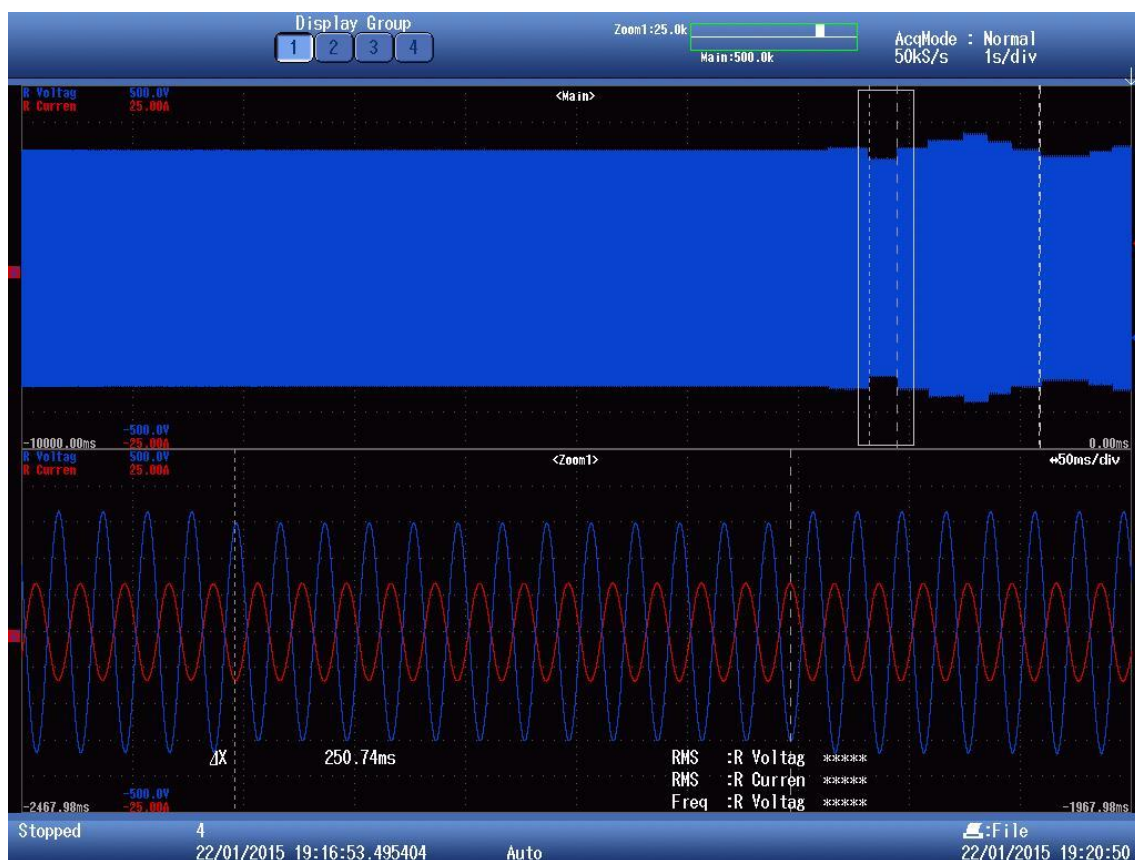 Display Group
1 2 3 4
Zoom1:25.0k
Main:500.0k
AcqMode : Normal
50kS/s 1s/div
R Voltag 500.0V
R Curren 25.00A
<Main>
-500.0V
-10000.00ms -25.00A
0.00ms
R Voltag 500.0V
R Curren 25.00A
<Zoom1>
50ms/div
ΔX 250.74ms
RMS :R Voltag *****
RMS :R Curren *****
Freq :R Voltag *****
-500.0V
-2467.98ms -25.00A
-1967.98ms
Stopped
4
22/01/2015 19:16:53.495404
Auto
:File
22/01/2015 19:20:50